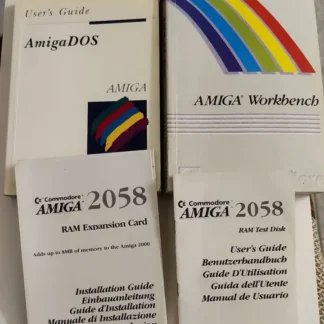 User's Guide
AmigaDOS
AMIGA
AMIGA Workbench
Commodore
AMIGA 2058
RAM Expansion Card
Adds up to 8MB of memory to the Amiga 2000
Installation Guide
Einbauanleitung
Guide d'Installation
Manuale di Installazione
Commodore
AMIGA 2058
RAM Test Disk
User's Guide
Benutzerhandbuch
Guide D'Utilisation
Guida dell'Utente
Manual de Usuario